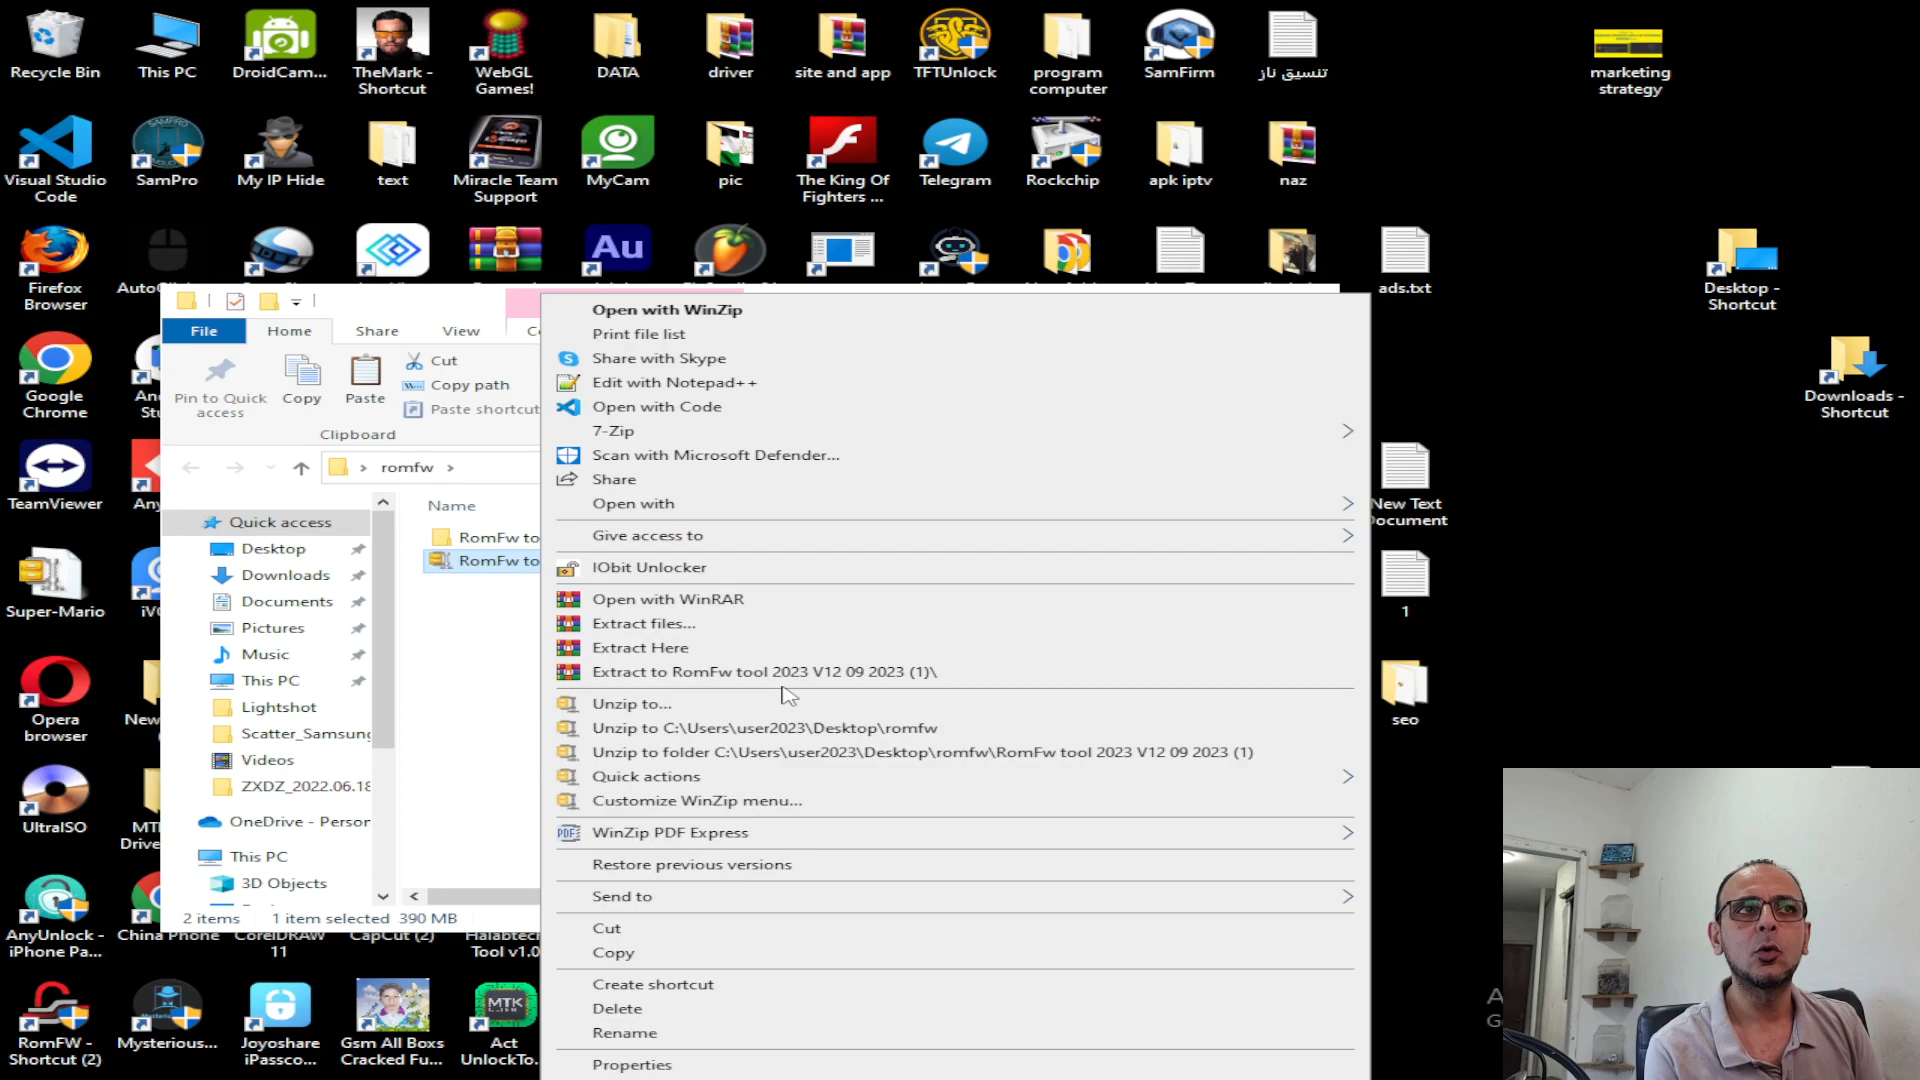 Recycle Bin
This PC
DroidCam...
TheMark -
Shortcut
WebGL
Games!
DATA
driver
site and app
TFTUnlock
program
computer
SamFirm
تنسيق ناز
marketing
strategy
Visual Studio
Code
SamPro
My IP Hide
text
Miracle Team
Support
MyCam
pic
The King Of
Fighters ...
Telegram
Rockchip
apk iptv
naz
Au
Firefox
Browser
ads.txt
Desktop -
Shortcut
File
Home
Share
View
Pin to Quick
access
Copy
Paste
Cut
Copy path
Paste shortcut
Clipboard
romfw
Name
RomFw to
RomFw to
Quick access
Desktop
Downloads
Documents
Pictures
Music
This PC
Lightshot
Scatter_Samsung
Videos
ZXDZ_2022.06.18
OneDrive - Person
This PC
3D Objects
2 items
1 item selected
390 MB
Open with WinZip
Print file list
Share with Skype
Edit with Notepad++
Open with Code
7-Zip
Scan with Microsoft Defender...
Share
Open with
Give access to
IObit Unlocker
Open with WinRAR
Extract files...
Extract Here
Extract to RomFw tool 2023 V12 09 2023 (1)\
Unzip to...
Unzip to C:\Users\user2023\Desktop\romfw
Unzip to folder C:\Users\user2023\Desktop\romfw\RomFw tool 2023 V12 09 2023 (1)
Quick actions
Customize WinZip menu...
PDF
WinZip PDF Express
Restore previous versions
Send to
Cut
Copy
Create shortcut
Delete
Rename
Properties
Google
Chrome
Downloads -
Shortcut
TeamViewer
New Text
Document
Super-Mario
1
Opera
browser
New
seo
UltraISO
MT
Drive
AnyUnlock -
iPhone Pa...
China Phone
CorelDRAW
11
CapCut (2)
Halabtech
Tool v1.0
RomFW -
Shortcut (2)
Mysterious...
Joyoshare
iPassco...
Gsm All Boxs
Cracked Fu...
MTK
Act
UnlockTo.